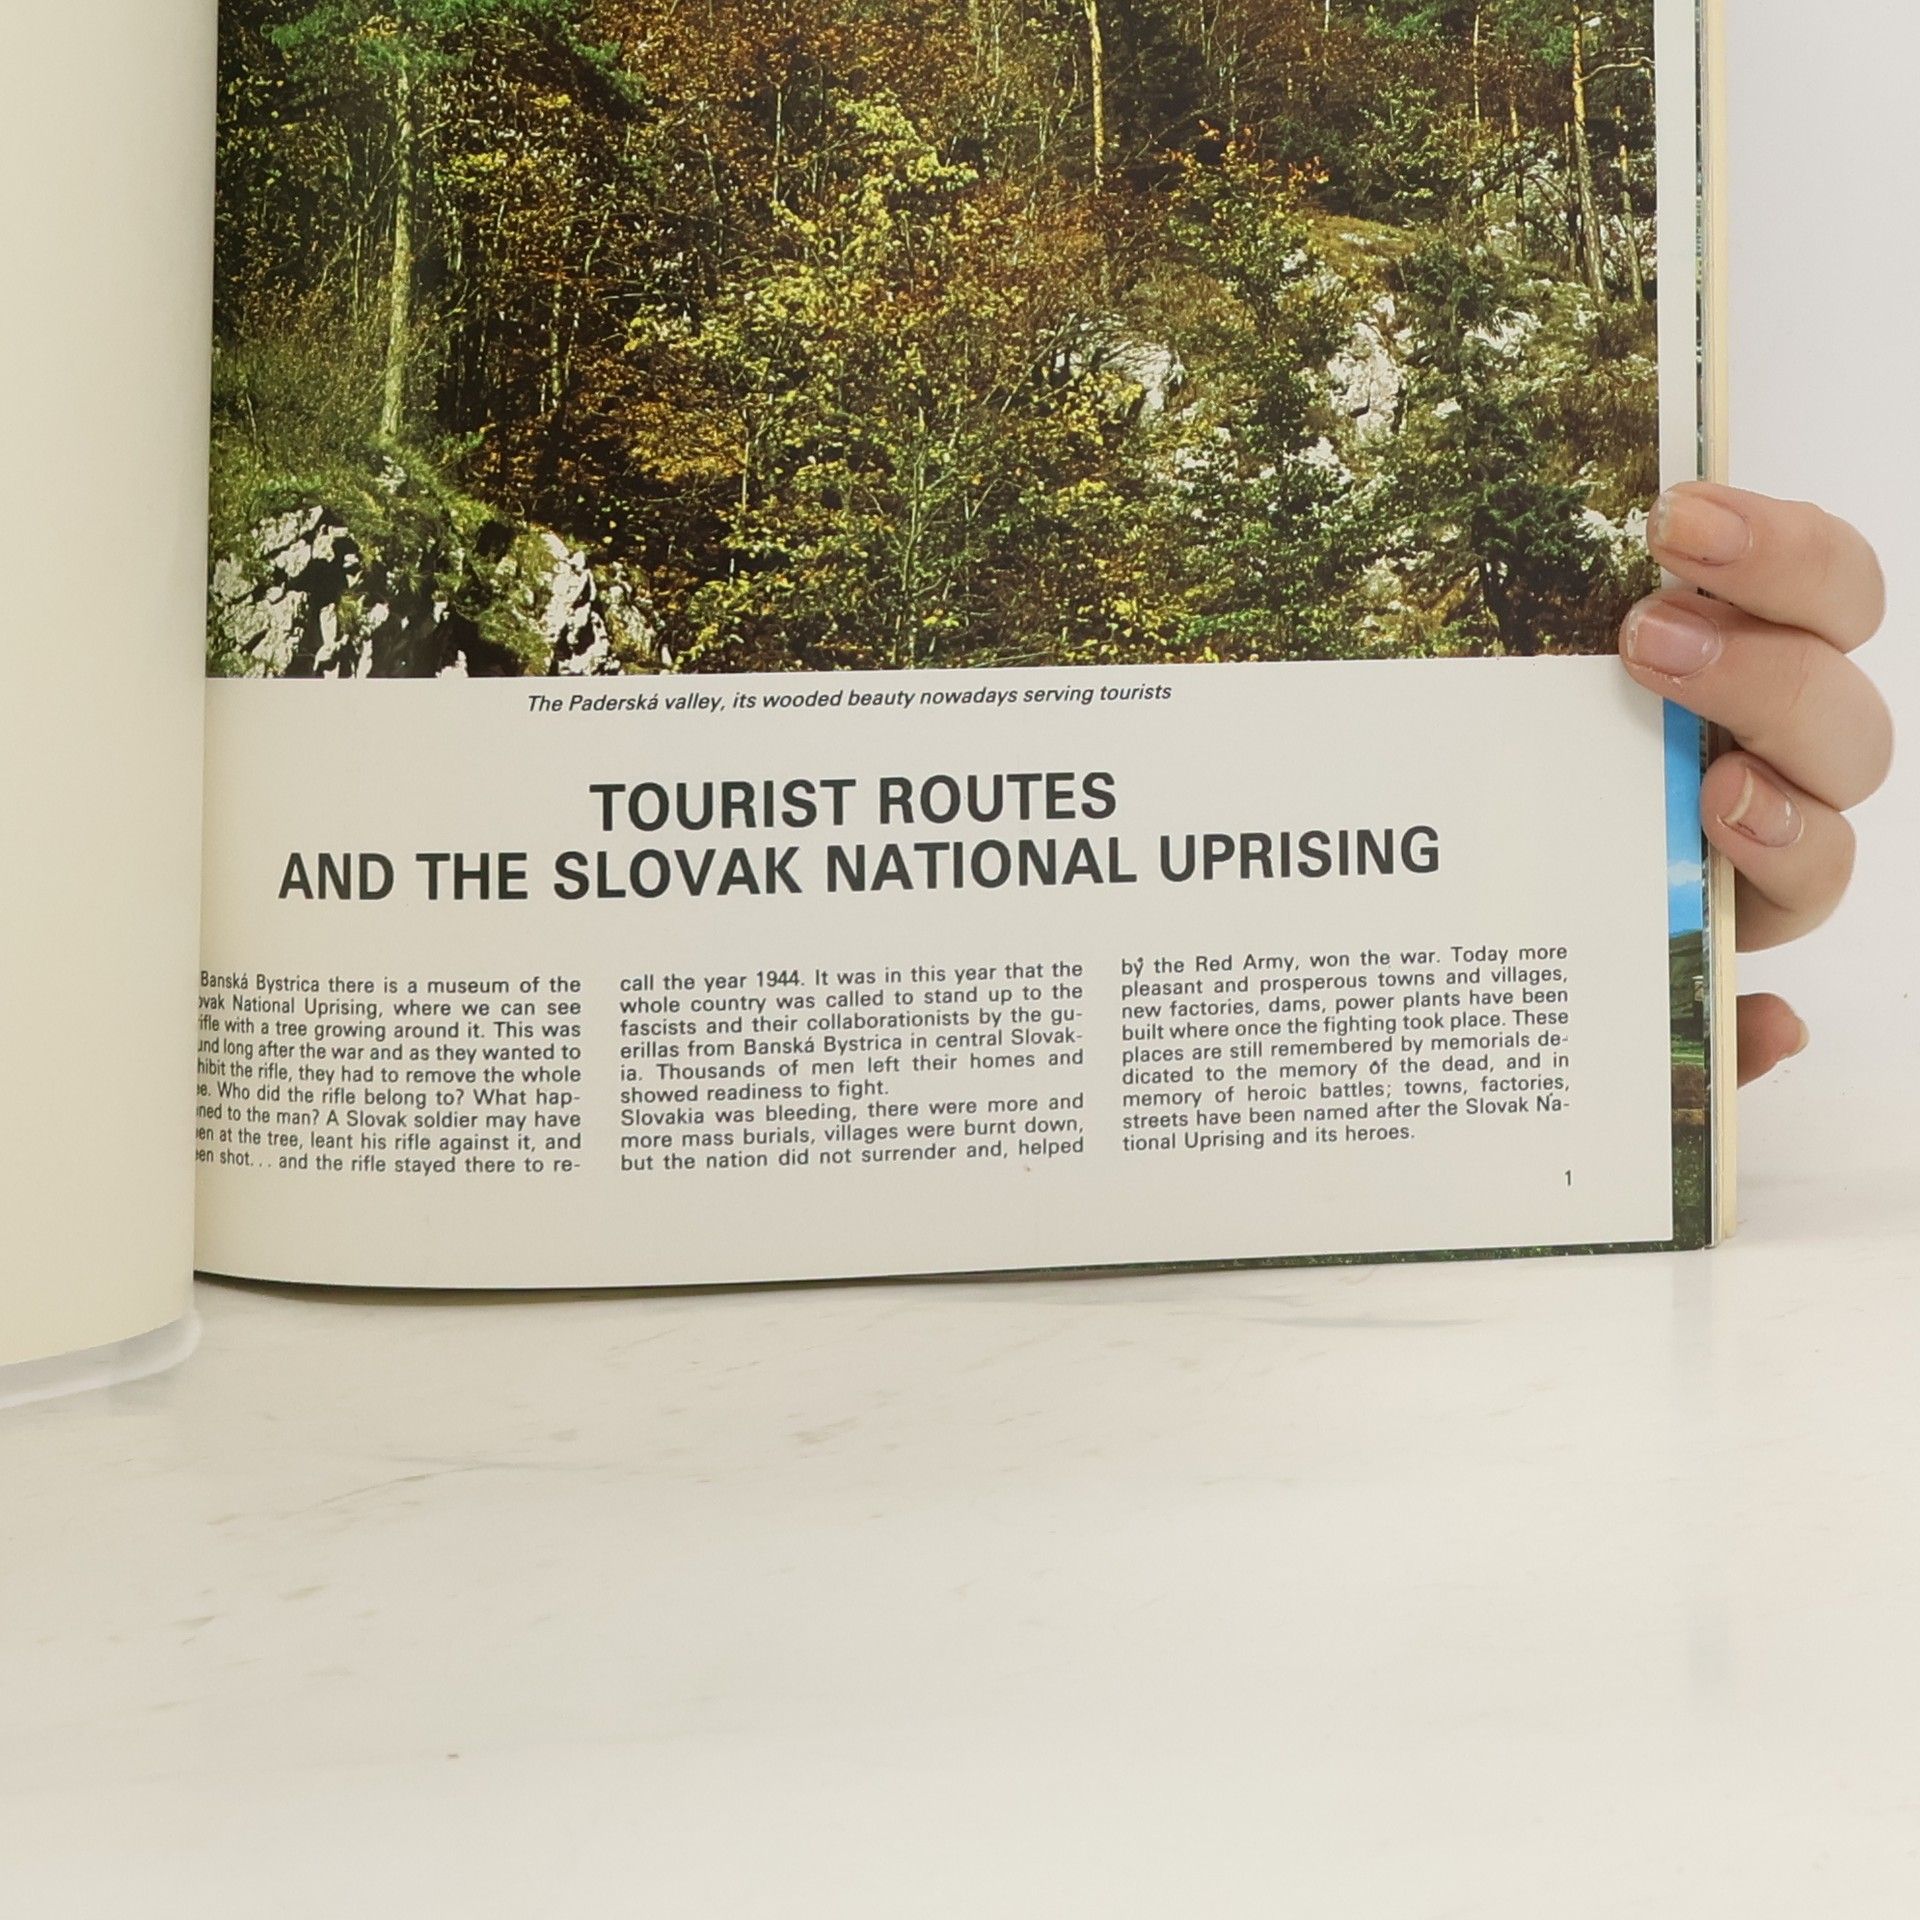 The Paderská valley, its wooded beauty nowadays serving tourists
TOURIST ROUTES
AND THE SLOVAK NATIONAL UPRISING
Banská Bystrica there is a museum of the
National Uprising, where we can see
with a tree growing around it. This was
long after the war and as they wanted to
the rifle, they had to remove the whole
Who did the rifle belong to? What hap-
to the man? A Slovak soldier may have
at the tree, leant his rifle against it, and
shot... and the rifle stayed there to re-
call the year 1944. It was in this year that the
whole country was called to stand up to the
fascists and their collaborationists by the gu-
erillas from Banská Bystrica in central Slovak-
ia. Thousands of men left their homes and
showed readiness to fight.
Slovakia was bleeding, there were more and
more mass burials, villages were burnt down,
but the nation did not surrender and, helped
by the Red Army, won the war. Today more
pleasant and prosperous towns and villages,
new factories, dams, power plants have been
built where once the fighting took place. These
places are still remembered by memorials de-
dicated to the memory of the dead, and in
memory of heroic battles; towns, factories,
streets have been named after the Slovak Na-
tional Uprising and its heroes.
1